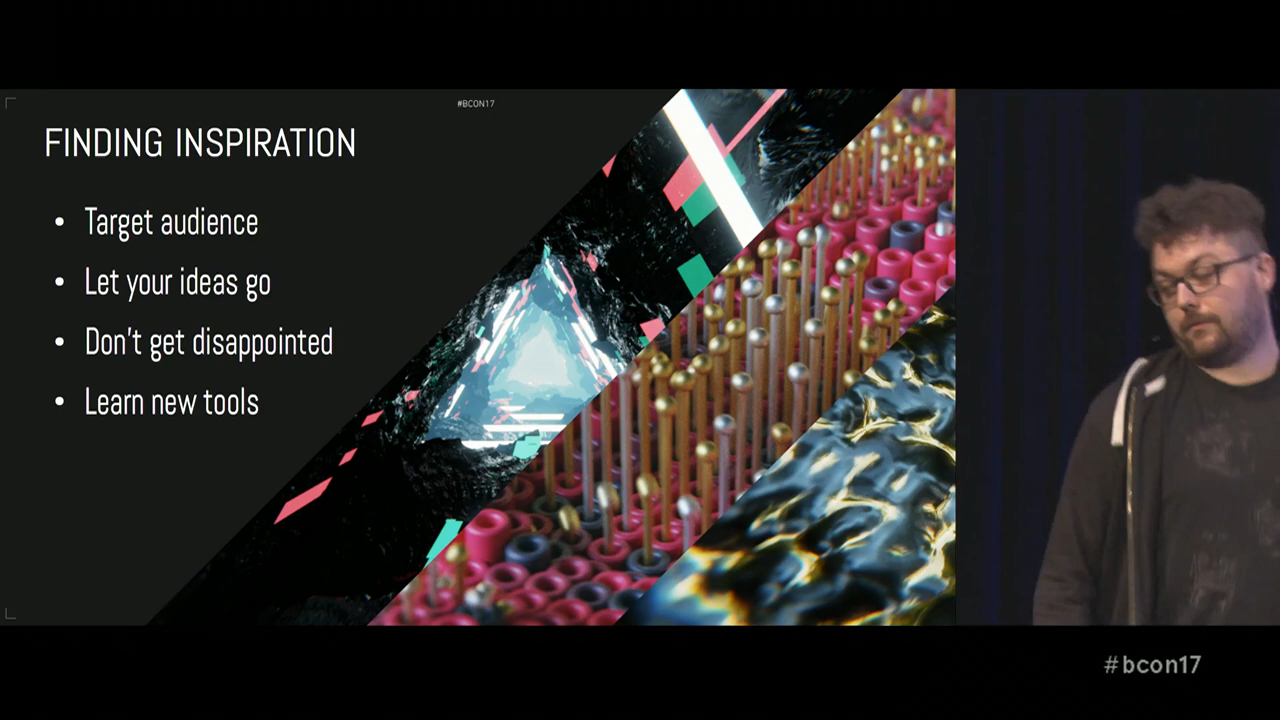 #BCON17
FINDING INSPIRATION
• Target audience
• Let your ideas go
• Don't get disappointed
• Learn new tools
#bcon17